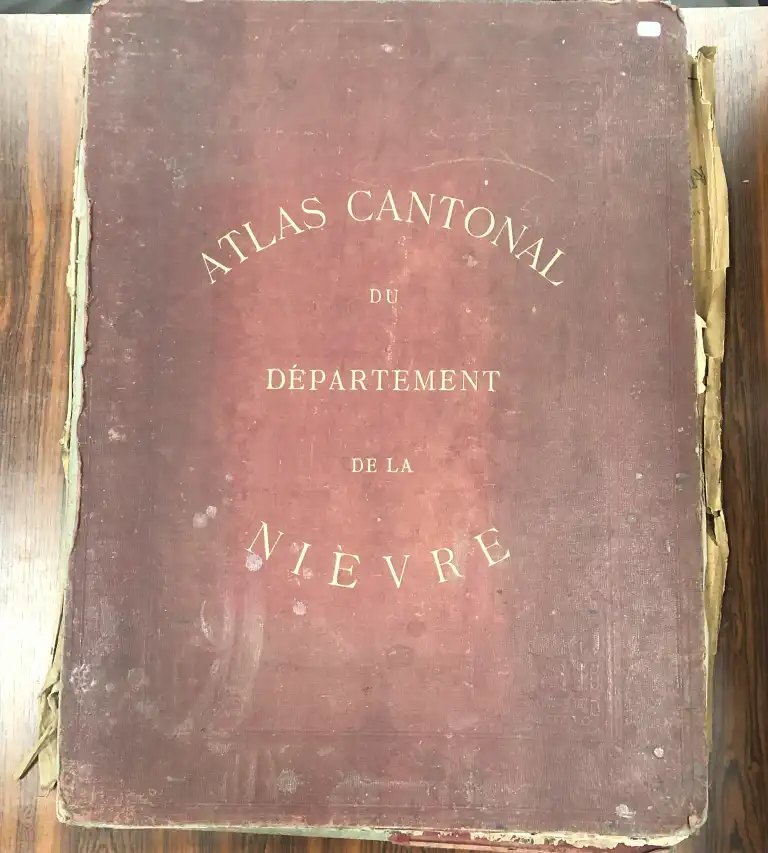 ATLAS CANTONAL
DU
DÉPARTEMENT
DE LA
NIÈVRE